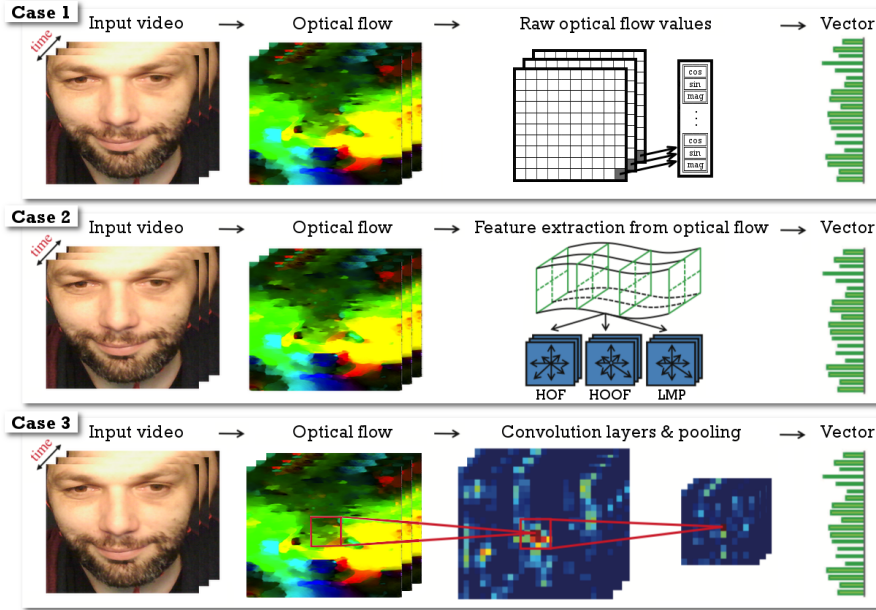 Case 1
Input video → Optical flow → Raw optical flow values → Vector
time
cos
sin
mag
⋮
cos
sin
mag
Case 2
Input video → Optical flow → Feature extraction from optical flow → Vector
time
HOF HOOF LMP
Case 3
Input video → Optical flow → Convolution layers & pooling → Vector
time